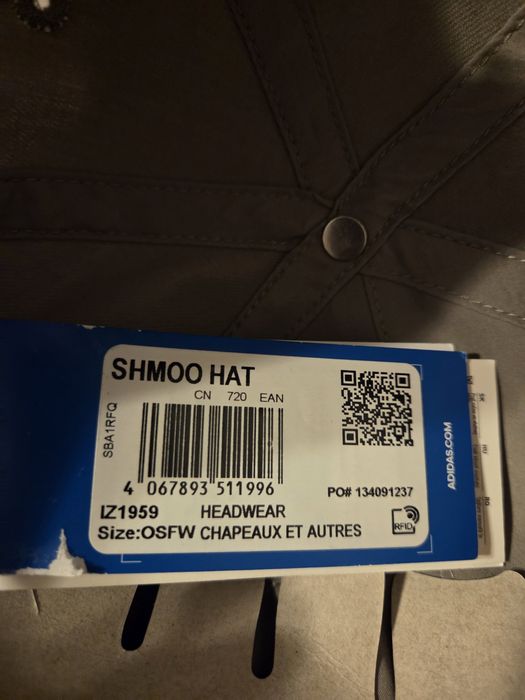 SHMOO HAT
CN 720 EAN
SBA1RFQ
4 067893 511996
PO# 134091237
IZ1959 HEADWEAR
Size:OSFW CHAPEAUX ET AUTRES
RFID
ADIDAS.COM